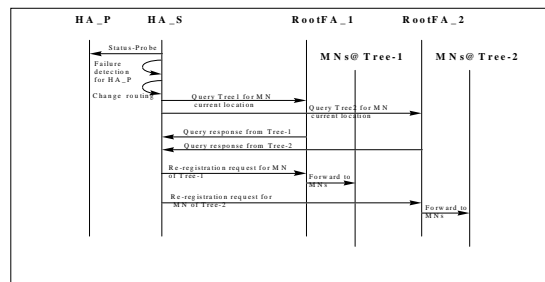 HA_P HA_S RootFA_1 RootFA_2
MNs@ Tree-1 MNs@ Tree-2
Status-Probe
Failure
detection
for HA_P
Change routing
Query Tree1 for MN
current location
Query Tree2 for MN
current location
Query response from Tree-1
Query response from Tree-2
Re-registration request for MN
of Tree-1
Forward to
MNs
Re-registration request for
MN of Tree-2
Forward to
MNs